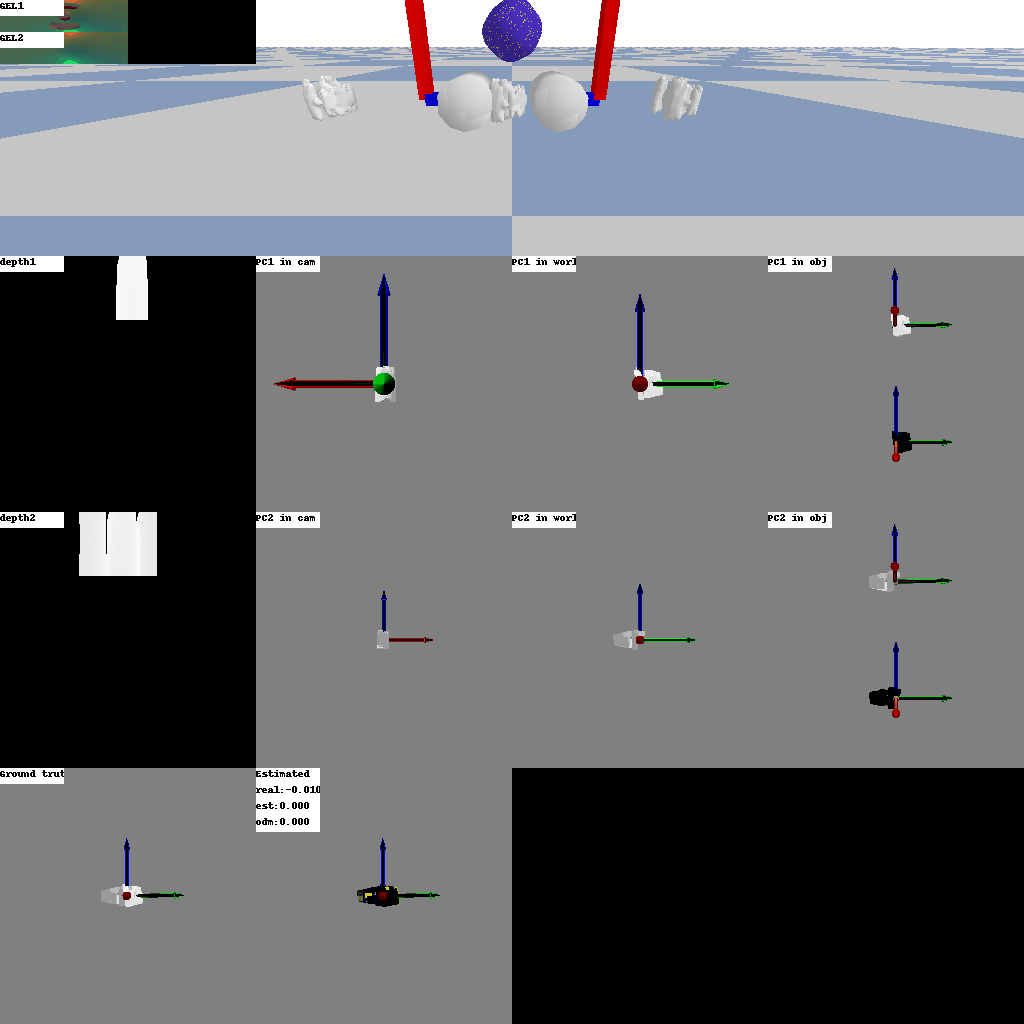 GEL1
GEL2
depth1
PC1 in cam
PC1 in worl
PC1 in obj
depth2
PC2 in cam
PC2 in worl
PC2 in obj
Ground trut
Estimated
real:-0.010
est:0.000
odm:0.000